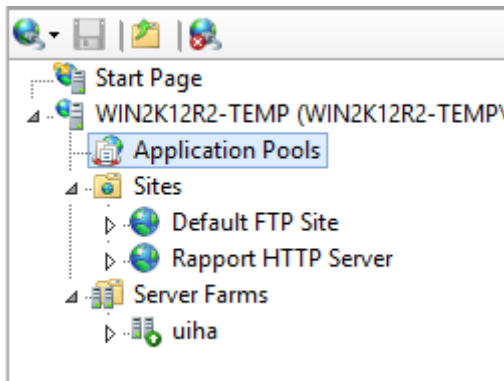 Start Page
WIN2K12R2-TEMP (WIN2K12R2-TEMP\
Application Pools
Sites
Default FTP Site
Rapport HTTP Server
Server Farms
uiha